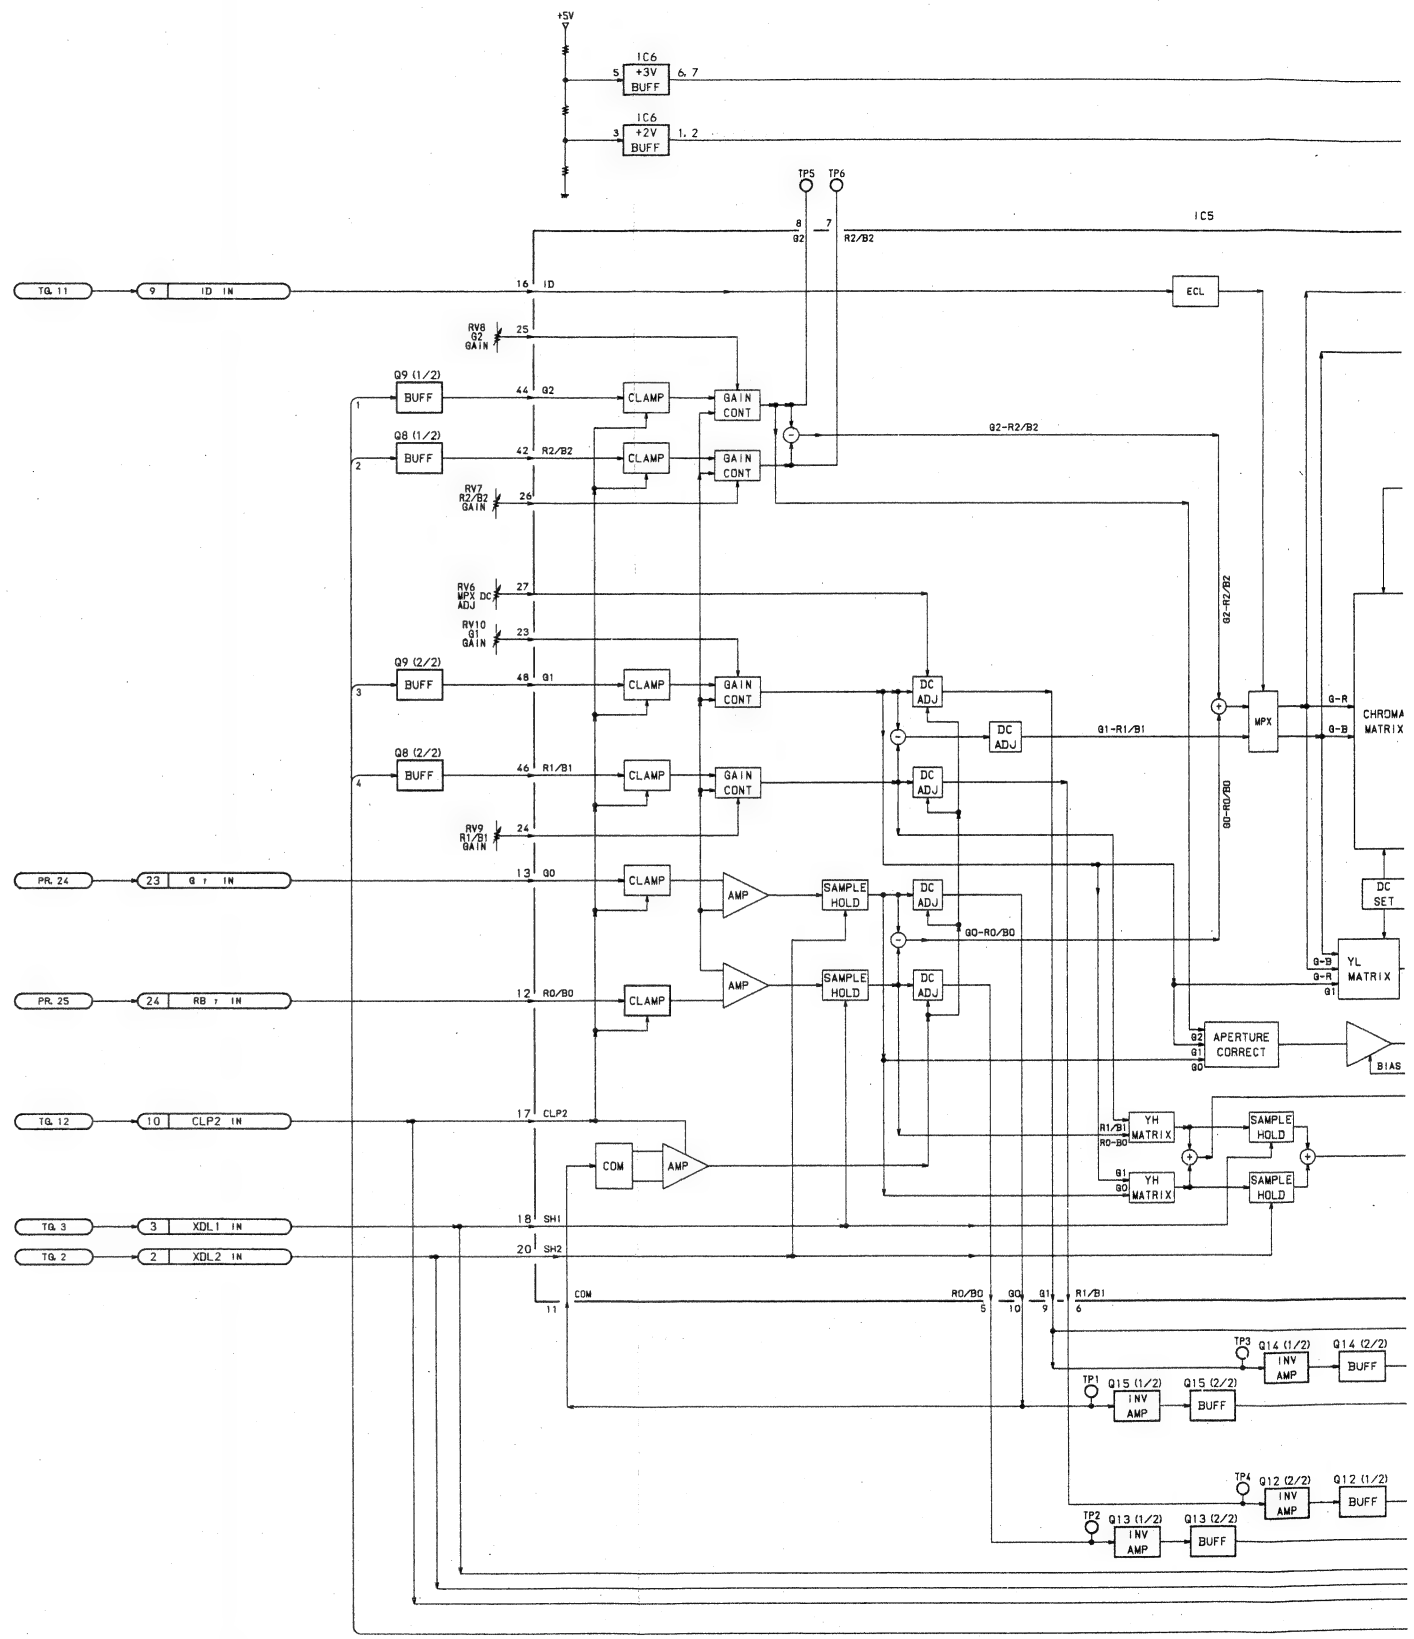 +5V
IC6
5 +3V BUFF 6, 7
IC6
3 +2V BUFF 1, 2
TP5 TP6
IC5
8 7
G2 R2/B2
TG. 11 9 ID IN 16 ID ECL
RV8 G2 GAIN 25
Q9 (1/2)
1 BUFF 44 G2 CLAMP GAIN CONT
G2-R2/B2
Q8 (1/2)
2 BUFF 42 R2/B2 CLAMP GAIN CONT
RV7 R2/B2 GAIN 26
RV6 MPX DC ADJ 27
G2-R2/B2
RV10 G1 GAIN 23
Q9 (2/2)
3 BUFF 48 G1 CLAMP GAIN CONT DC ADJ
MPX G-R G-B CHROMA MATRIX
DC ADJ G1-R1/B1
Q8 (2/2)
4 BUFF 46 R1/B1 CLAMP GAIN CONT DC ADJ
G0-R0/B0
RV9 R1/B1 GAIN 24
PR. 24 23 G r IN 13 G0 CLAMP AMP SAMPLE HOLD DC ADJ
DC SET
G0-R0/B0
G-B G-R G1 YL MATRIX
PR. 25 24 RB r IN 12 R0/B0 CLAMP AMP SAMPLE HOLD DC ADJ
G2 G1 G0 APERTURE CORRECT
BIAS
TG. 12 10 CLP2 IN 17 CLP2
R1/B1 R0-B0 YH MATRIX SAMPLE HOLD
COM AMP
G1 G0 YH MATRIX SAMPLE HOLD
TG. 3 3 XDL1 IN 18 SH1
TG. 2 2 XDL2 IN 20 SH2
COM R0/B0 G0 G1 R1/B1
11 5 10 9 6
TP3 Q14 (1/2) Q14 (2/2)
INV AMP BUFF
TP1 Q15 (1/2) Q15 (2/2)
INV AMP BUFF
TP4 Q12 (2/2) Q12 (1/2)
INV AMP BUFF
TP2 Q13 (1/2) Q13 (2/2)
INV AMP BUFF